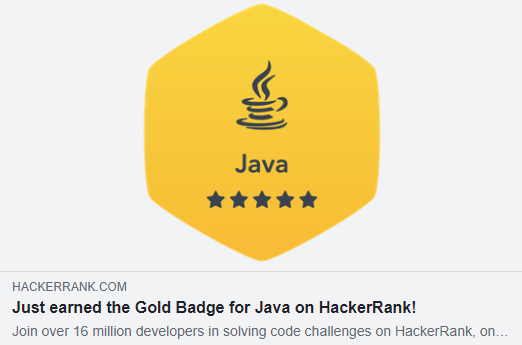 Java
HACKERRANK.COM
Just earned the Gold Badge for Java on HackerRank!
Join over 16 million developers in solving code challenges on HackerRank, on...